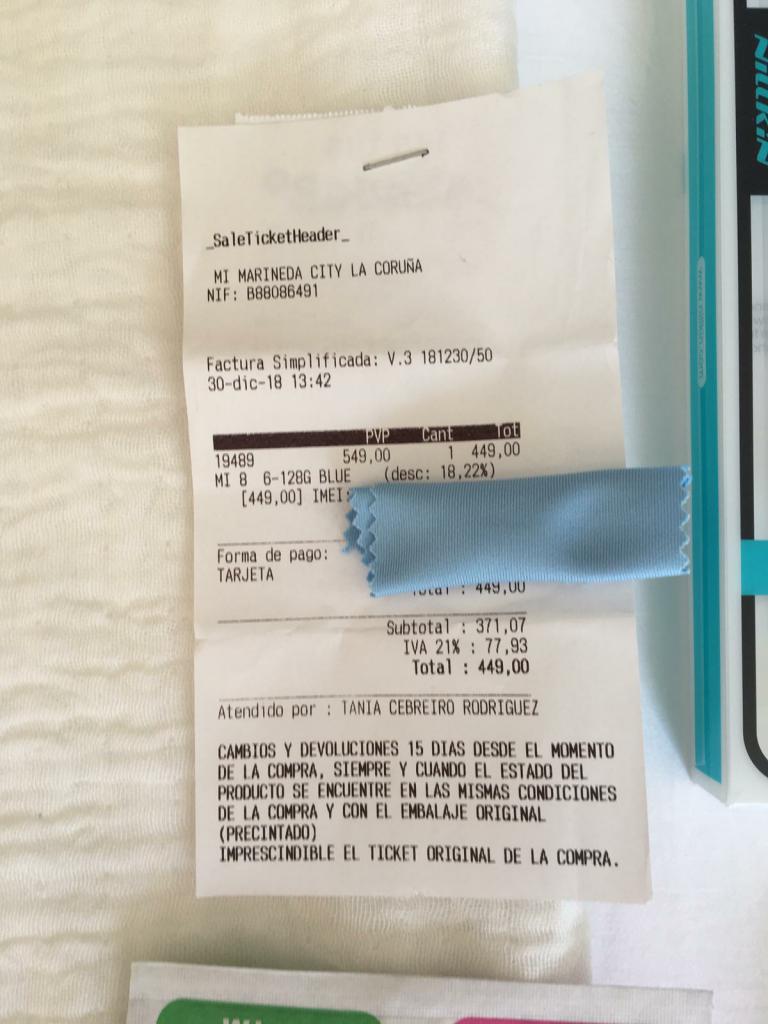 _SaleTicketHeader_
MI MARINEDA CITY LA CORUÑA
NIF: B88086491
Factura Simplificada: V.3 181230/50
30-dic-18 13:42
PVP Cant Tot
19489 549,00 1 449,00
MI 8 6-128G BLUE (desc: 18,22%)
[449,00] IMEI:
Forma de pago:
TARJETA
Total : 449,00
Subtotal : 371,07
IVA 21% : 77,93
Total : 449,00
Atendido por : TANIA CEBREIRO RODRIGUEZ
CAMBIOS Y DEVOLUCIONES 15 DIAS DESDE EL MOMENTO
DE LA COMPRA, SIEMPRE Y CUANDO EL ESTADO DEL
PRODUCTO SE ENCUENTRE EN LAS MISMAS CONDICIONES
DE LA COMPRA Y CON EL EMBALAJE ORIGINAL
(PRECINTADO)
IMPRESCINDIBLE EL TICKET ORIGINAL DE LA COMPRA.
Nillkin